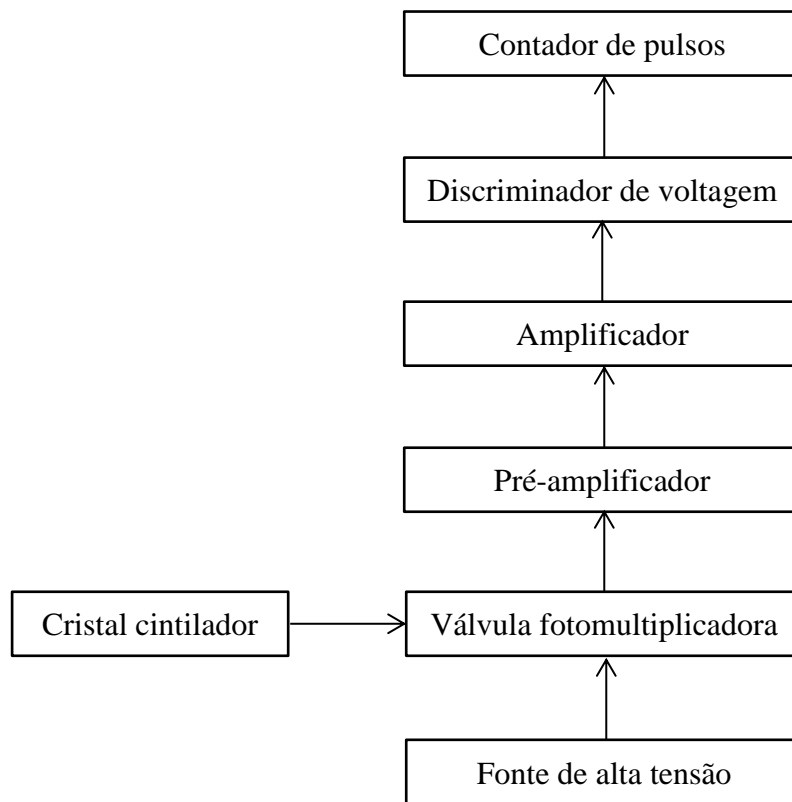 Contador de pulsos
Discriminador de voltagem
Amplificador
Pré-amplificador
Cristal cintilador
Válvula fotomultiplicadora
Fonte de alta tensão